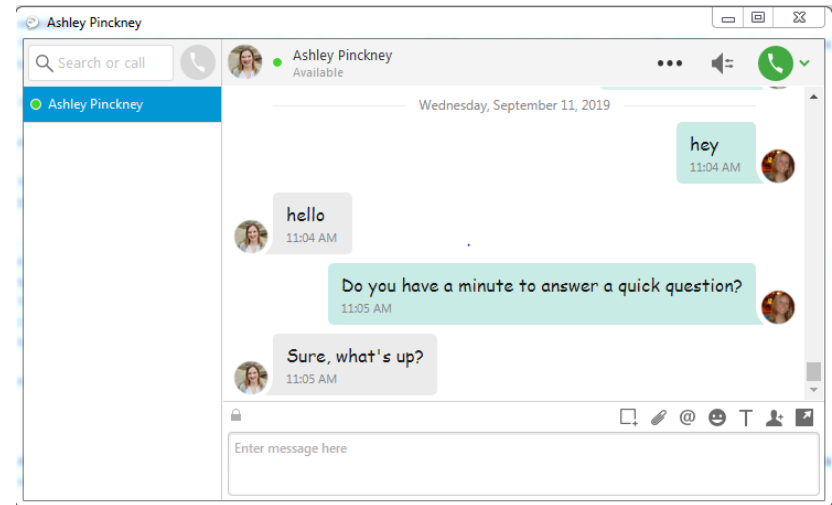 Ashley Pinckney
Search or call
Ashley Pinckney
Available
Ashley Pinckney
Wednesday, September 11, 2019
hey
11:04 AM
hello
11:04 AM
Do you have a minute to answer a quick question?
11:05 AM
Sure, what's up?
11:05 AM
@ T
Enter message here